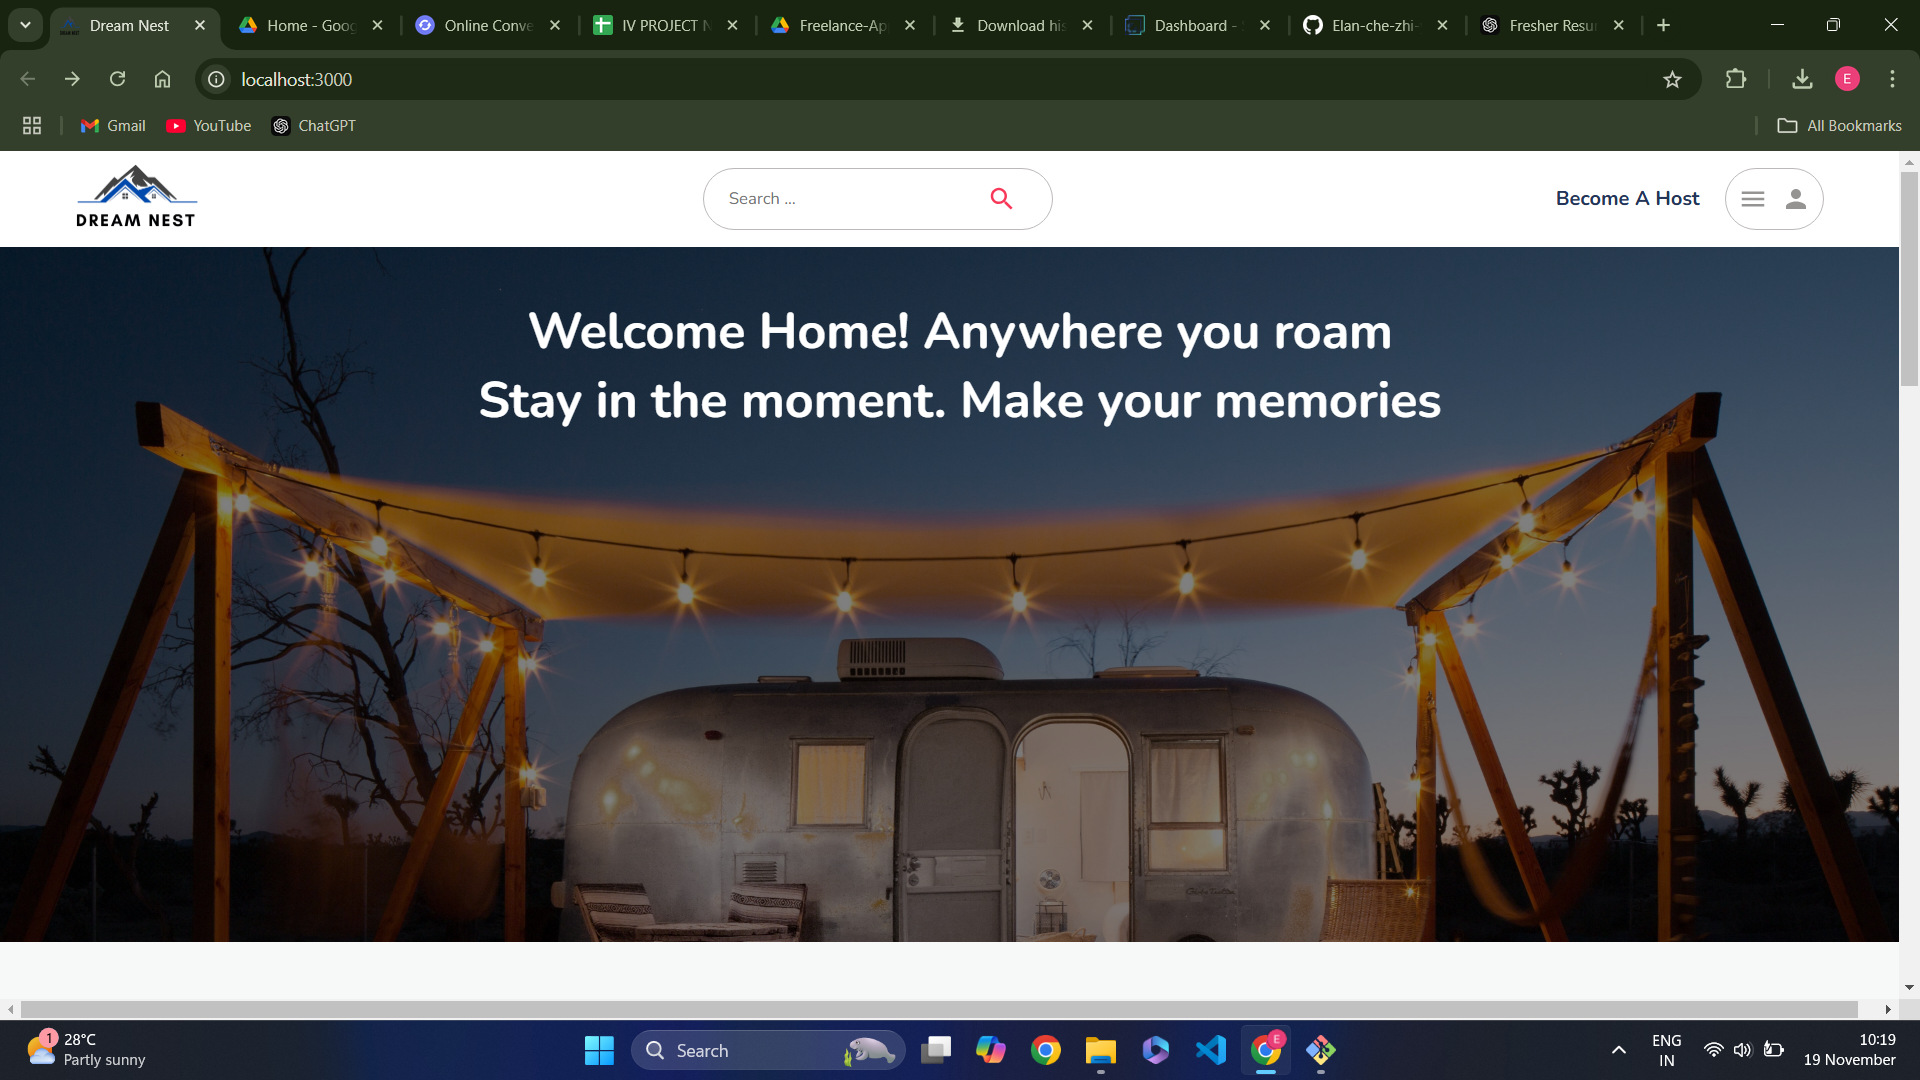 Dream Nest
Home - Goog
Online Conve
IV PROJECT N
Freelance-Ap
Download his
Dashboard -
Elan-che-zhi-
Fresher Resu
localhost:3000
E
Gmail
YouTube
ChatGPT
All Bookmarks
DREAM NEST
Search ...
Become A Host
Welcome Home! Anywhere you roam
Stay in the moment. Make your memories
1
28°C
Partly sunny
Search
E
ENG
IN
10:19
19 November